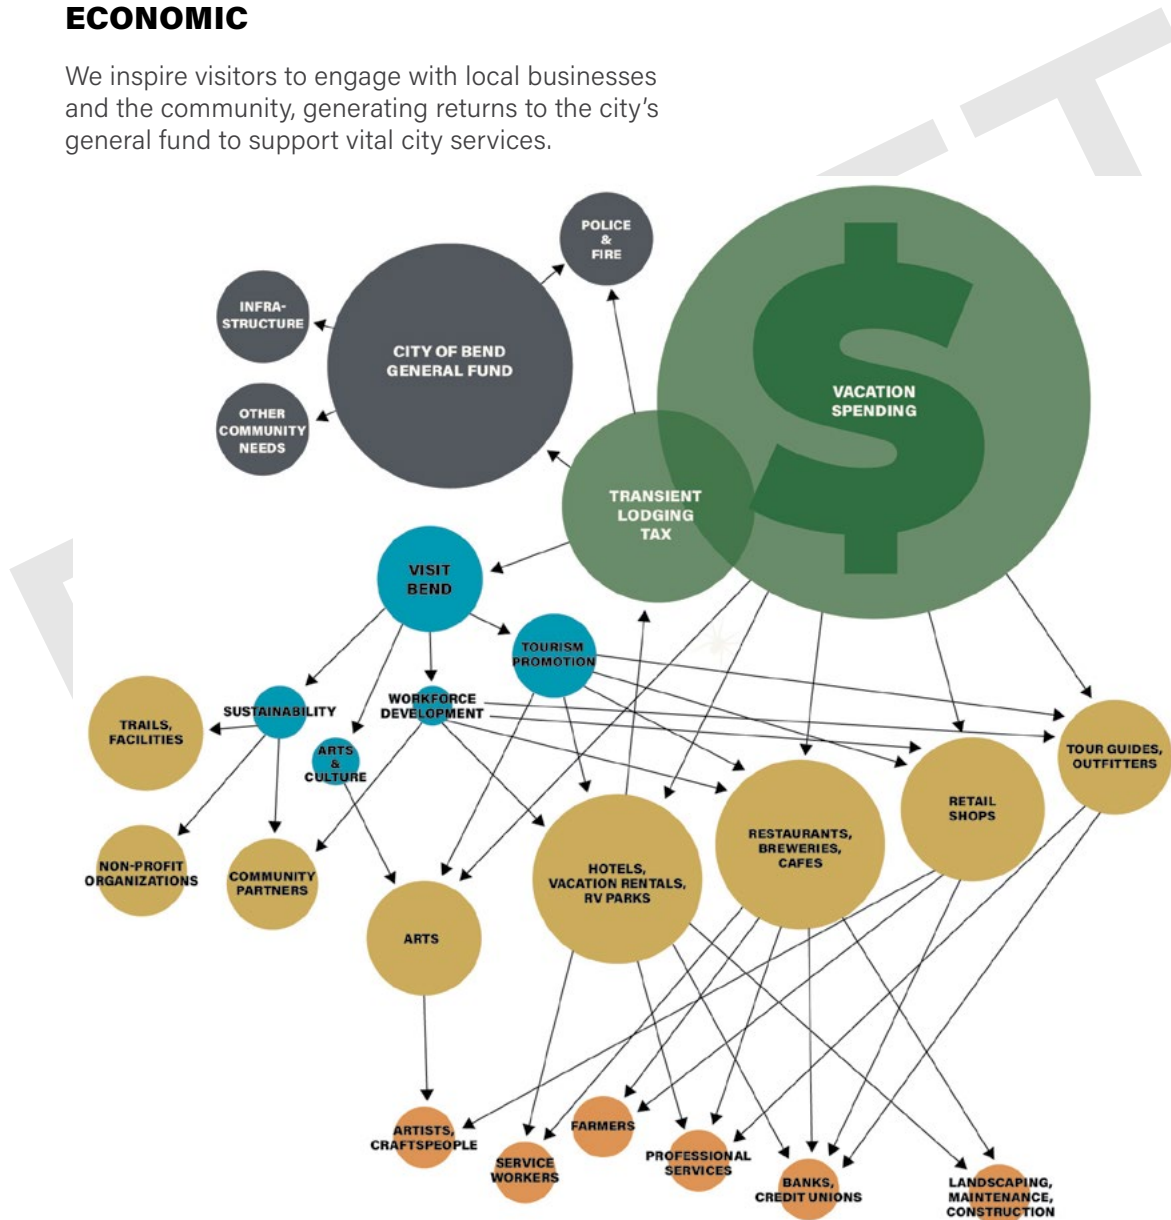 ECONOMIC
We inspire visitors to engage with local businesses
and the community, generating returns to the city’s
general fund to support vital city services.
POLICE
&
FIRE
INFRA-
STRUCTURE
CITY OF BEND
GENERAL FUND
VACATION
SPENDING
OTHER
COMMUNITY
NEEDS
TRANSIENT
LODGING
TAX
VISIT
BEND
TOURISM
PROMOTION
SUSTAINABILITY
WORKFORCE
DEVELOPMENT
TRAILS,
FACILITIES
ARTS
&
CULTURE
TOUR GUIDES,
OUTFITTERS
RETAIL
SHOPS
RESTAURANTS,
BREWERIES,
CAFES
NON-PROFIT
ORGANIZATIONS
COMMUNITY
PARTNERS
HOTELS,
VACATION RENTALS,
RV PARKS
ARTS
ARTISTS,
CRAFTSPEOPLE
FARMERS
SERVICE
WORKERS
PROFESSIONAL
SERVICES
BANKS,
CREDIT UNIONS
LANDSCAPING,
MAINTENANCE,
CONSTRUCTION
$